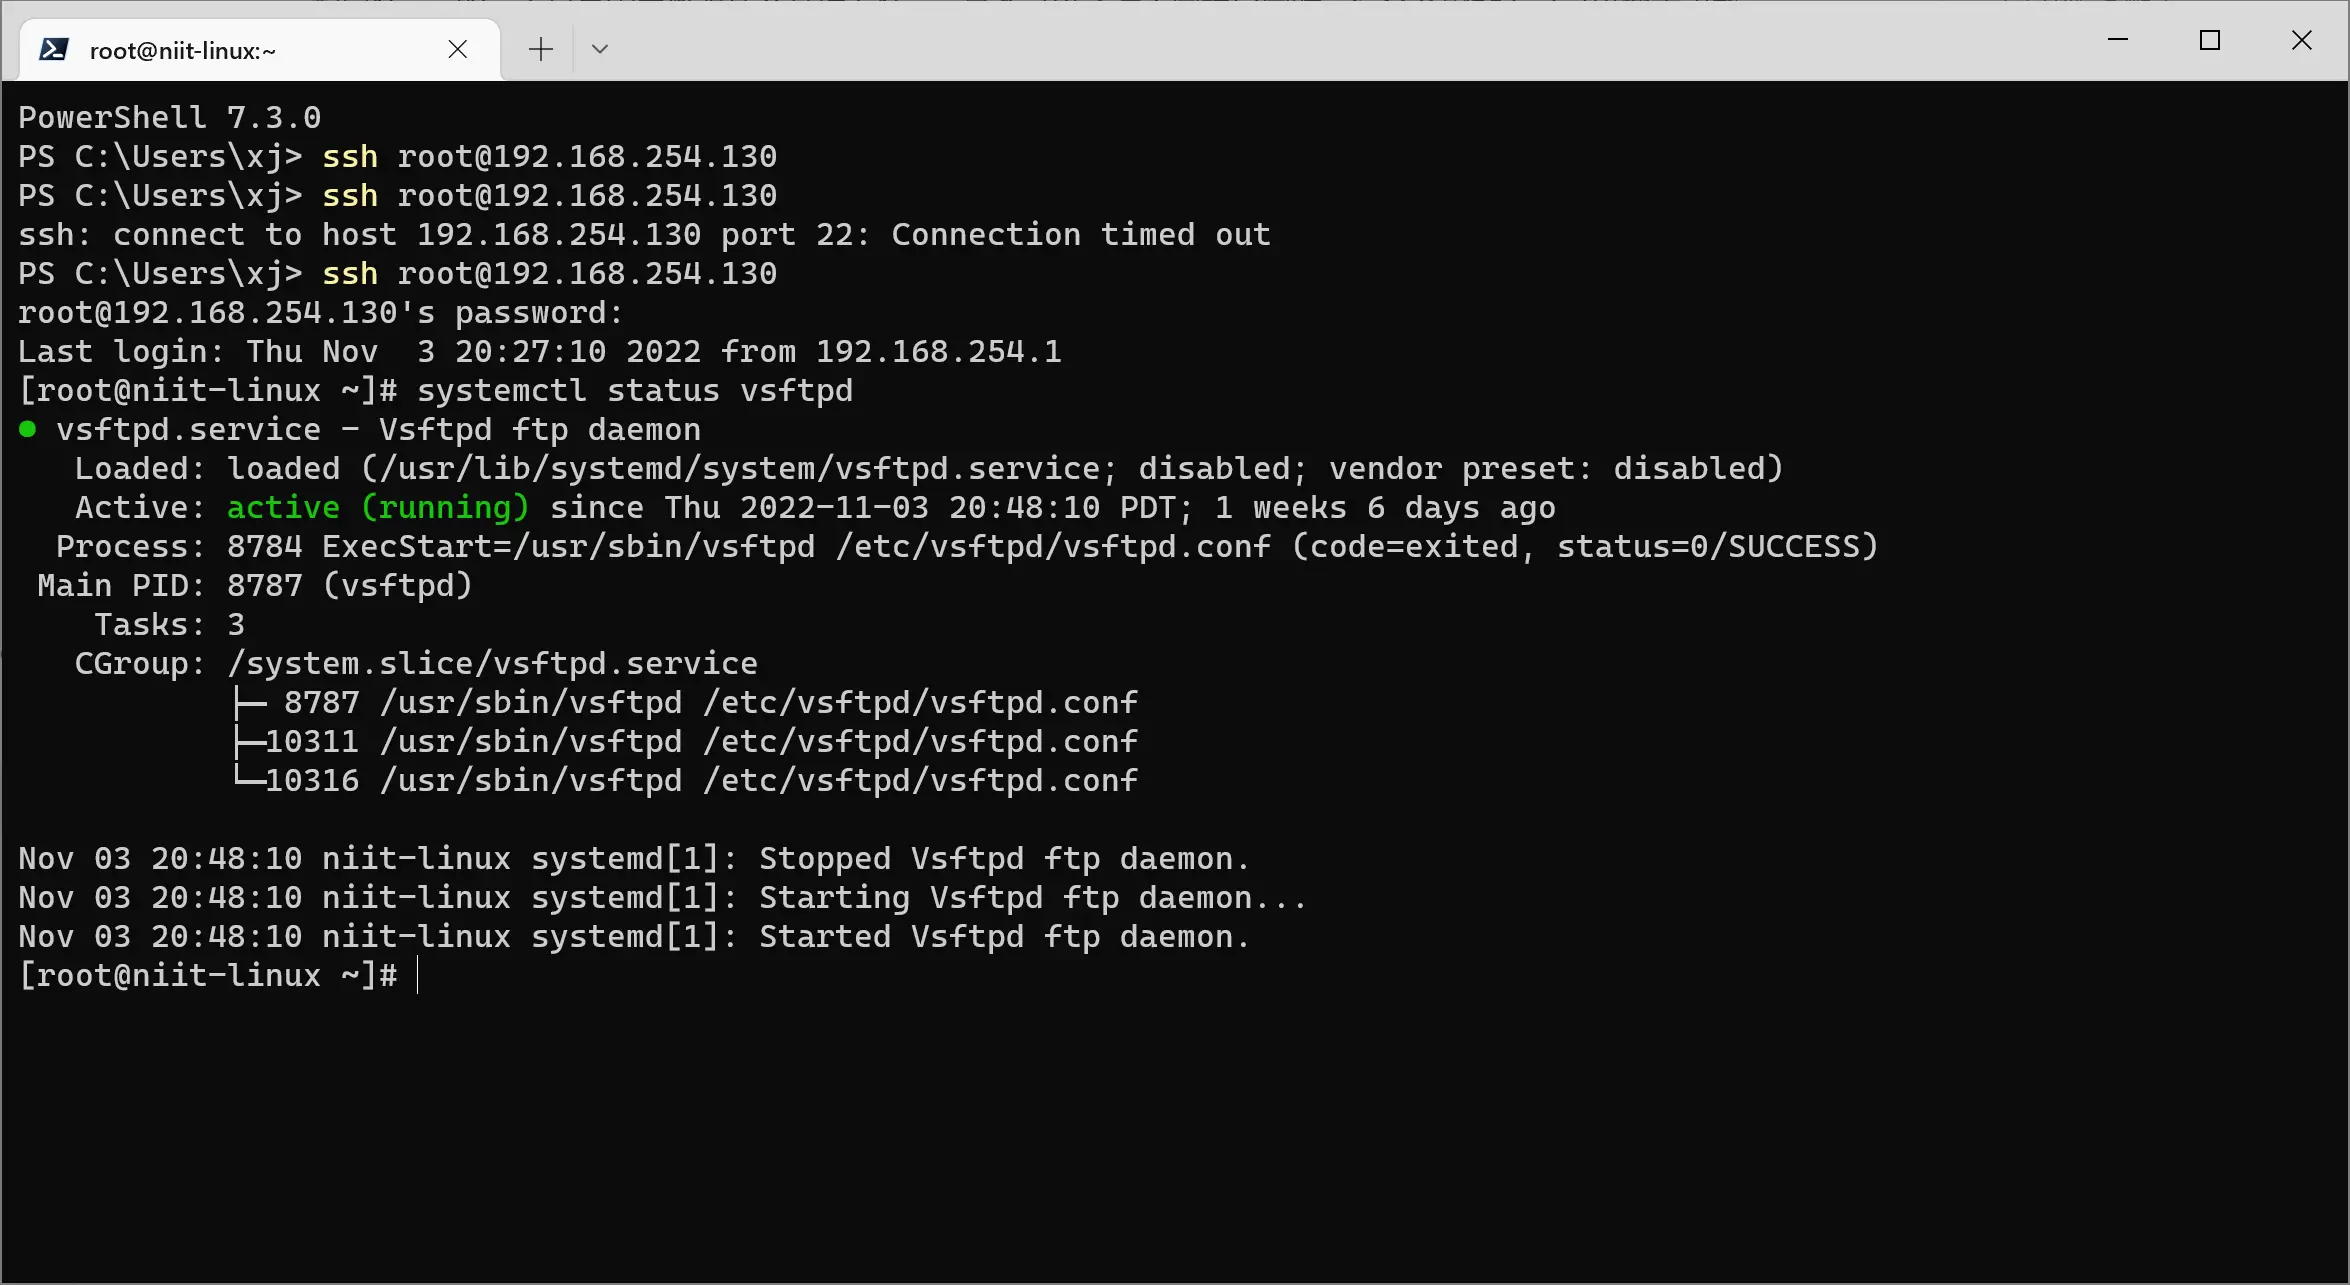 root@niit-linux:~
PowerShell 7.3.0
PS C:\Users\xj> ssh root@192.168.254.130
PS C:\Users\xj> ssh root@192.168.254.130
ssh: connect to host 192.168.254.130 port 22: Connection timed out
PS C:\Users\xj> ssh root@192.168.254.130
root@192.168.254.130's password:
Last login: Thu Nov  3 20:27:10 2022 from 192.168.254.1
[root@niit-linux ~]# systemctl status vsftpd
● vsftpd.service - Vsftpd ftp daemon
   Loaded: loaded (/usr/lib/systemd/system/vsftpd.service; disabled; vendor preset: disabled)
   Active: active (running) since Thu 2022-11-03 20:48:10 PDT; 1 weeks 6 days ago
  Process: 8784 ExecStart=/usr/sbin/vsftpd /etc/vsftpd/vsftpd.conf (code=exited, status=0/SUCCESS)
 Main PID: 8787 (vsftpd)
    Tasks: 3
   CGroup: /system.slice/vsftpd.service
           ├─ 8787 /usr/sbin/vsftpd /etc/vsftpd/vsftpd.conf
           ├─10311 /usr/sbin/vsftpd /etc/vsftpd/vsftpd.conf
           └─10316 /usr/sbin/vsftpd /etc/vsftpd/vsftpd.conf
Nov 03 20:48:10 niit-linux systemd[1]: Stopped Vsftpd ftp daemon.
Nov 03 20:48:10 niit-linux systemd[1]: Starting Vsftpd ftp daemon...
Nov 03 20:48:10 niit-linux systemd[1]: Started Vsftpd ftp daemon.
[root@niit-linux ~]#